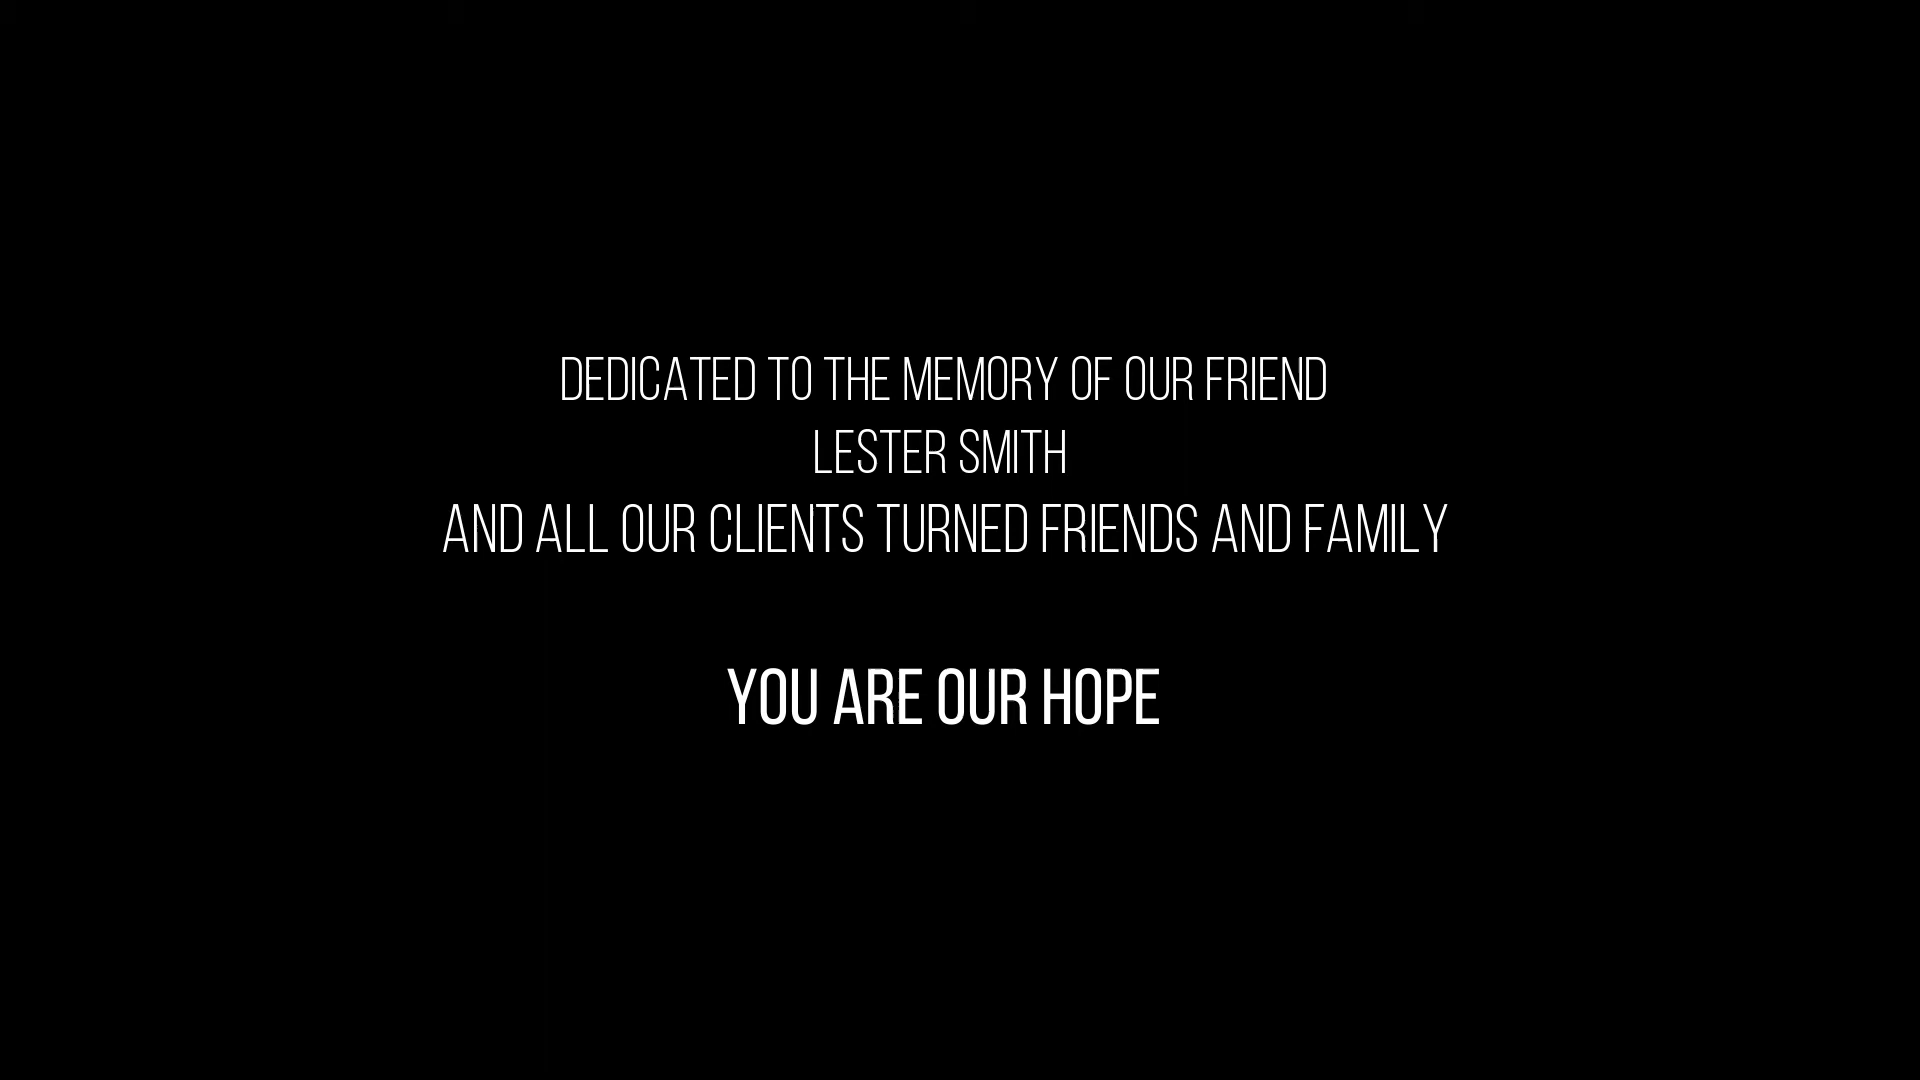 DEDICATED TO THE MEMORY OF OUR FRIEND
LESTER SMITH
AND ALL OUR CLIENTS TURNED FRIENDS AND FAMILY
YOU ARE OUR HOPE